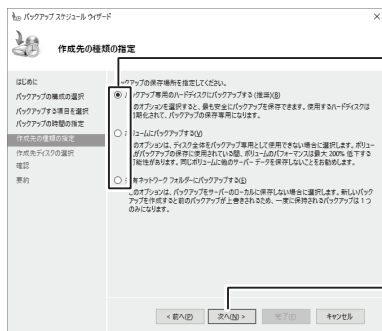 バックアップ スケジュール ウィザード
作成先の種類の指定
はじめに
バックアップの構成の選択
バックアップする項目を選択
バックアップの時間の指定
作成先の種類の指定
作成先ディスクの選択
確認
要約
ックアップの保存場所を指定してください。
ックアップ専用のハードディスクにバックアップする (推奨)(B)
のオプションを選択すると、最も安全にバックアップを保存できます。使用するハードディスクは
期化されて、バックアップの保存専用になります。
リュームにバックアップする(V)
のオプションは、ディスク全体をバックアップ専用として使用できない場合に選択します。ボリュー
がバックアップの保存に使用されている間、ボリュームのパフォーマンスは最大 200% 低下する
可能性があります。同じボリュームに他のサーバー データを保存しないことをお勧めします。
有ネットワーク フォルダーにバックアップする(E)
のオプションは、バックアップをサーバーのローカルに保存しない場合に選択します。新しいバック
アップを作成すると前のバックアップが上書きされるため、一度に保持されるバックアップは 1 つ
のみになります。
< 前へ(P) 次へ(N) > 完了(F) キャンセル